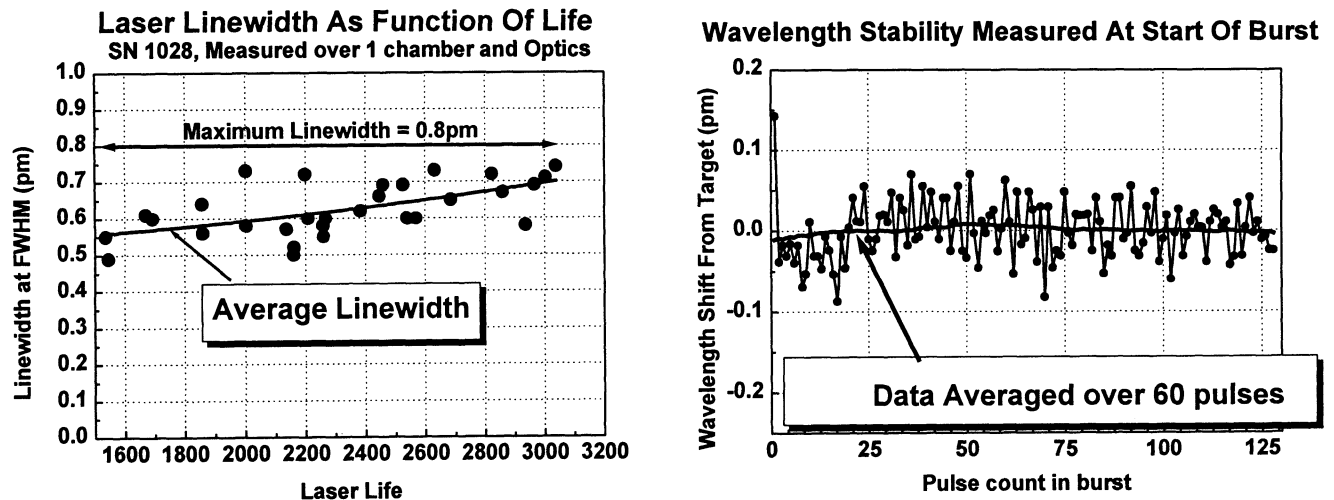 Laser Linewidth As Function Of Life
SN 1028, Measured over 1 chamber and Optics
Linewidth at FWHM (pm)
1.0
0.9
0.8
0.7
0.6
0.5
0.4
0.3
0.2
0.1
0.0
Maximum Linewidth = 0.8pm
Average Linewidth
1600 1800 2000 2200 2400 2600 2800 3000 3200
Laser Life
Wavelength Stability Measured At Start Of Burst
Wavelength Shift From Target (pm)
0.2
0.1
0.0
-0.1
-0.2
Data Averaged over 60 pulses
0 25 50 75 100 125
Pulse count in burst